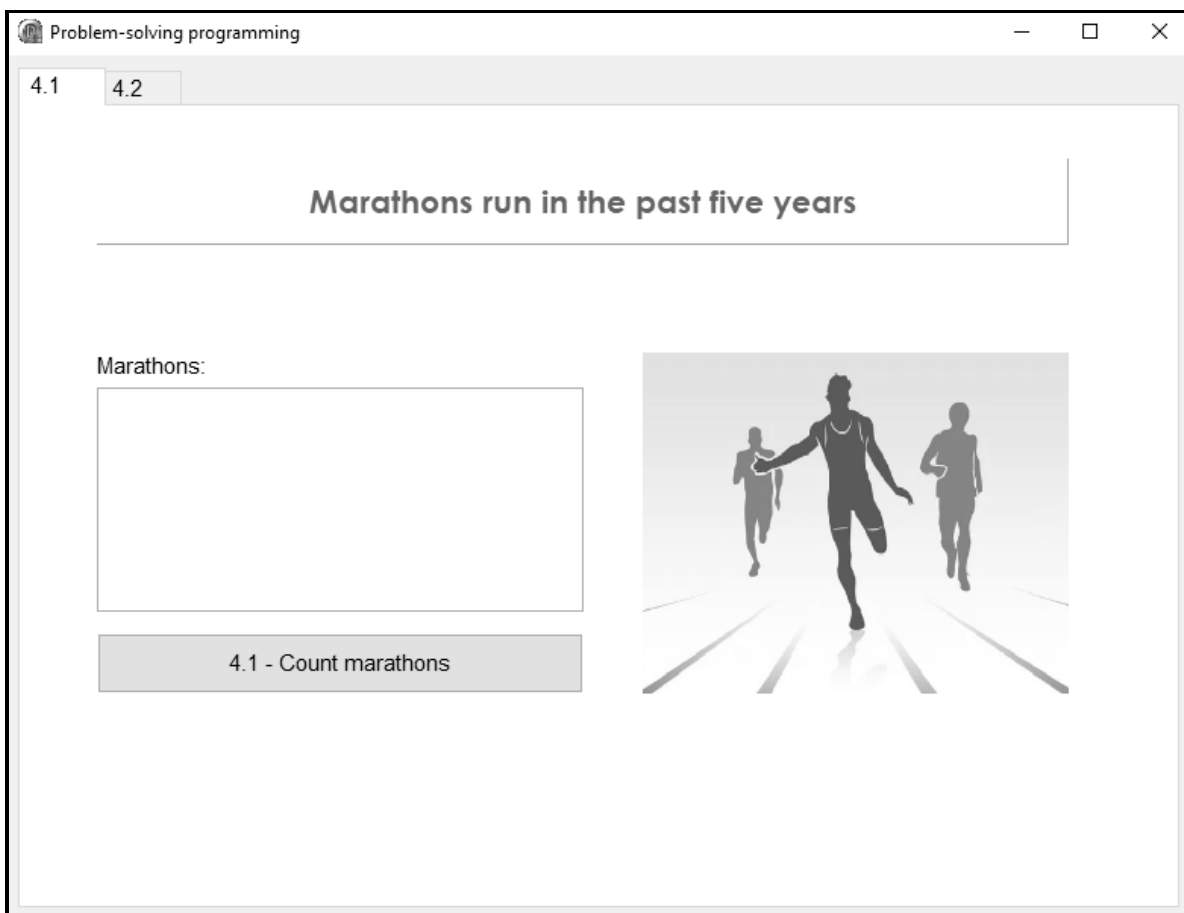 Problem-solving programming
4.1 4.2
Marathons run in the past five years
Marathons:
4.1 - Count marathons